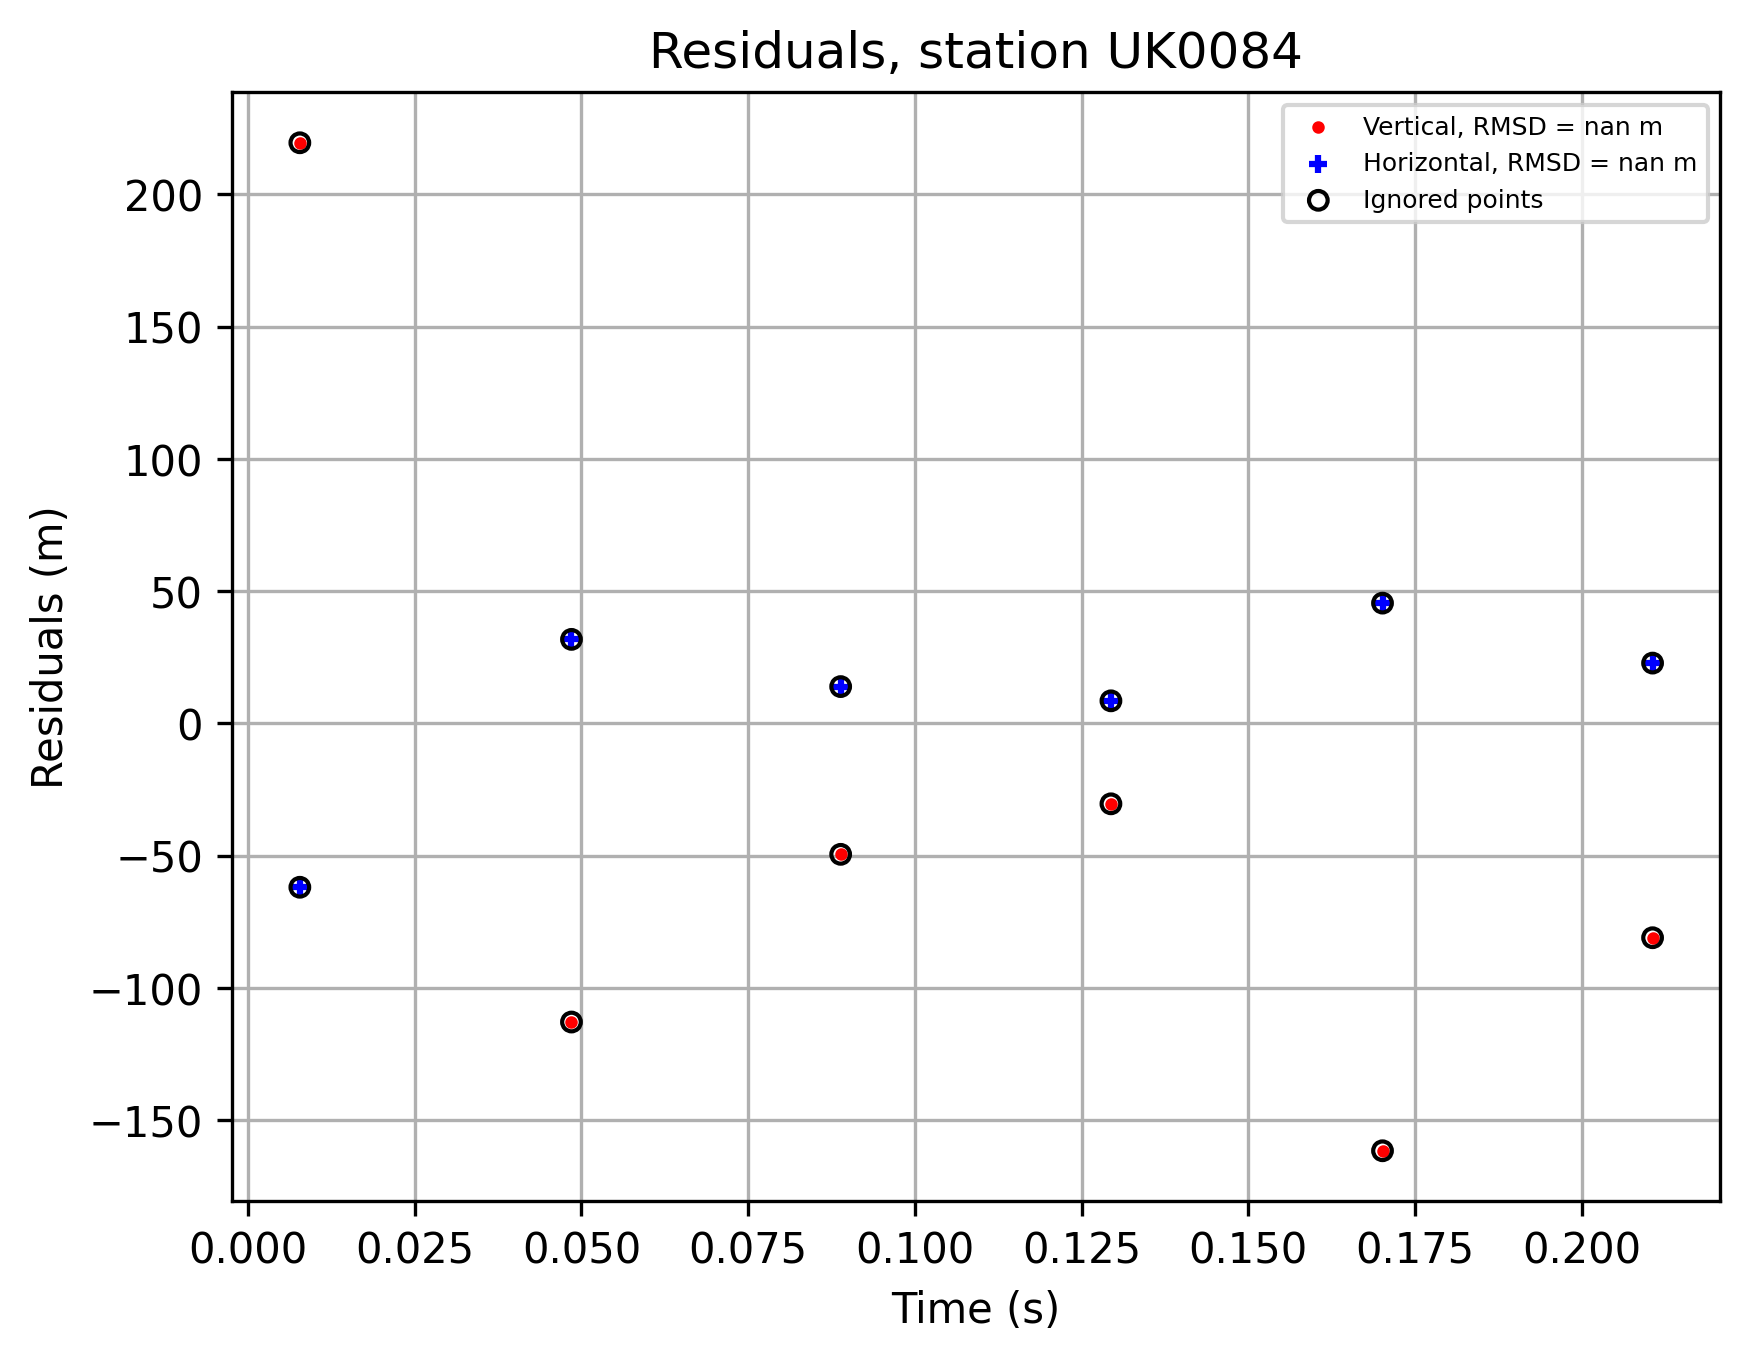 Residuals, station UK0084
Vertical, RMSD = nan m
Horizontal, RMSD = nan m
Ignored points
200
150
100
50
0
−50
−100
−150
Residuals (m)
0.000 0.025 0.050 0.075 0.100 0.125 0.150 0.175 0.200
Time (s)